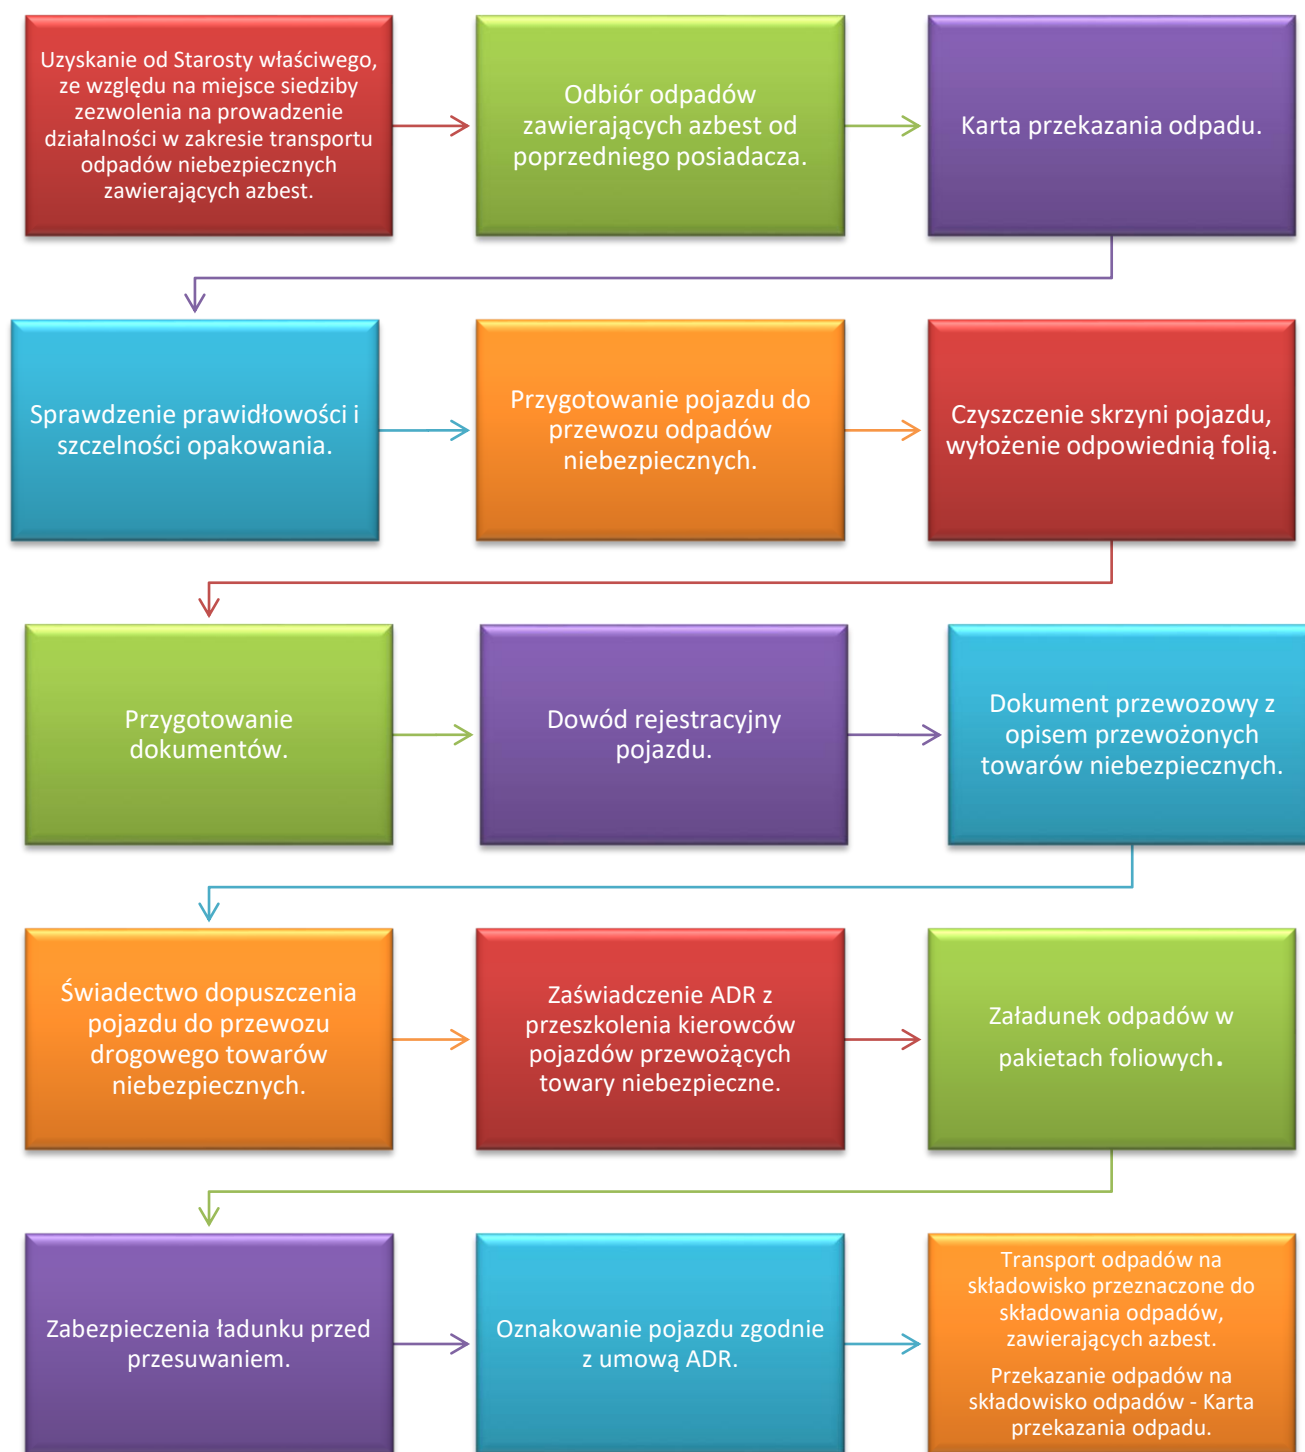 Uzyskanie od Starosty właściwego,
ze względu na miejsce siedziby
zezwolenia na prowadzenie
działalności w zakresie transportu
odpadów niebezpiecznych
zawierających azbest.
Odbiór odpadów
zawierających azbest od
poprzedniego posiadacza.
Karta przekazania odpadu.
Sprawdzenie prawidłowości i
szczelności opakowania.
Przygotowanie pojazdu do
przewozu odpadów
niebezpiecznych.
Czyszczenie skrzyni pojazdu,
wyłożenie odpowiednią folią.
Przygotowanie
dokumentów.
Dowód rejestracyjny
pojazdu.
Dokument przewozowy z
opisem przewożonych
towarów niebezpiecznych.
Świadectwo dopuszczenia
pojazdu do przewozu
drogowego towarów
niebezpiecznych.
Zaświadczenie ADR z
przeszkolenia kierowców
pojazdów przewożących
towary niebezpieczne.
Załadunek odpadów w
pakietach foliowych.
Zabezpieczenia ładunku przed
przesuwaniem.
Oznakowanie pojazdu zgodnie
z umową ADR.
Transport odpadów na
składowisko przeznaczone do
składowania odpadów,
zawierających azbest.
Przekazanie odpadów na
składowisko odpadów - Karta
przekazania odpadu.